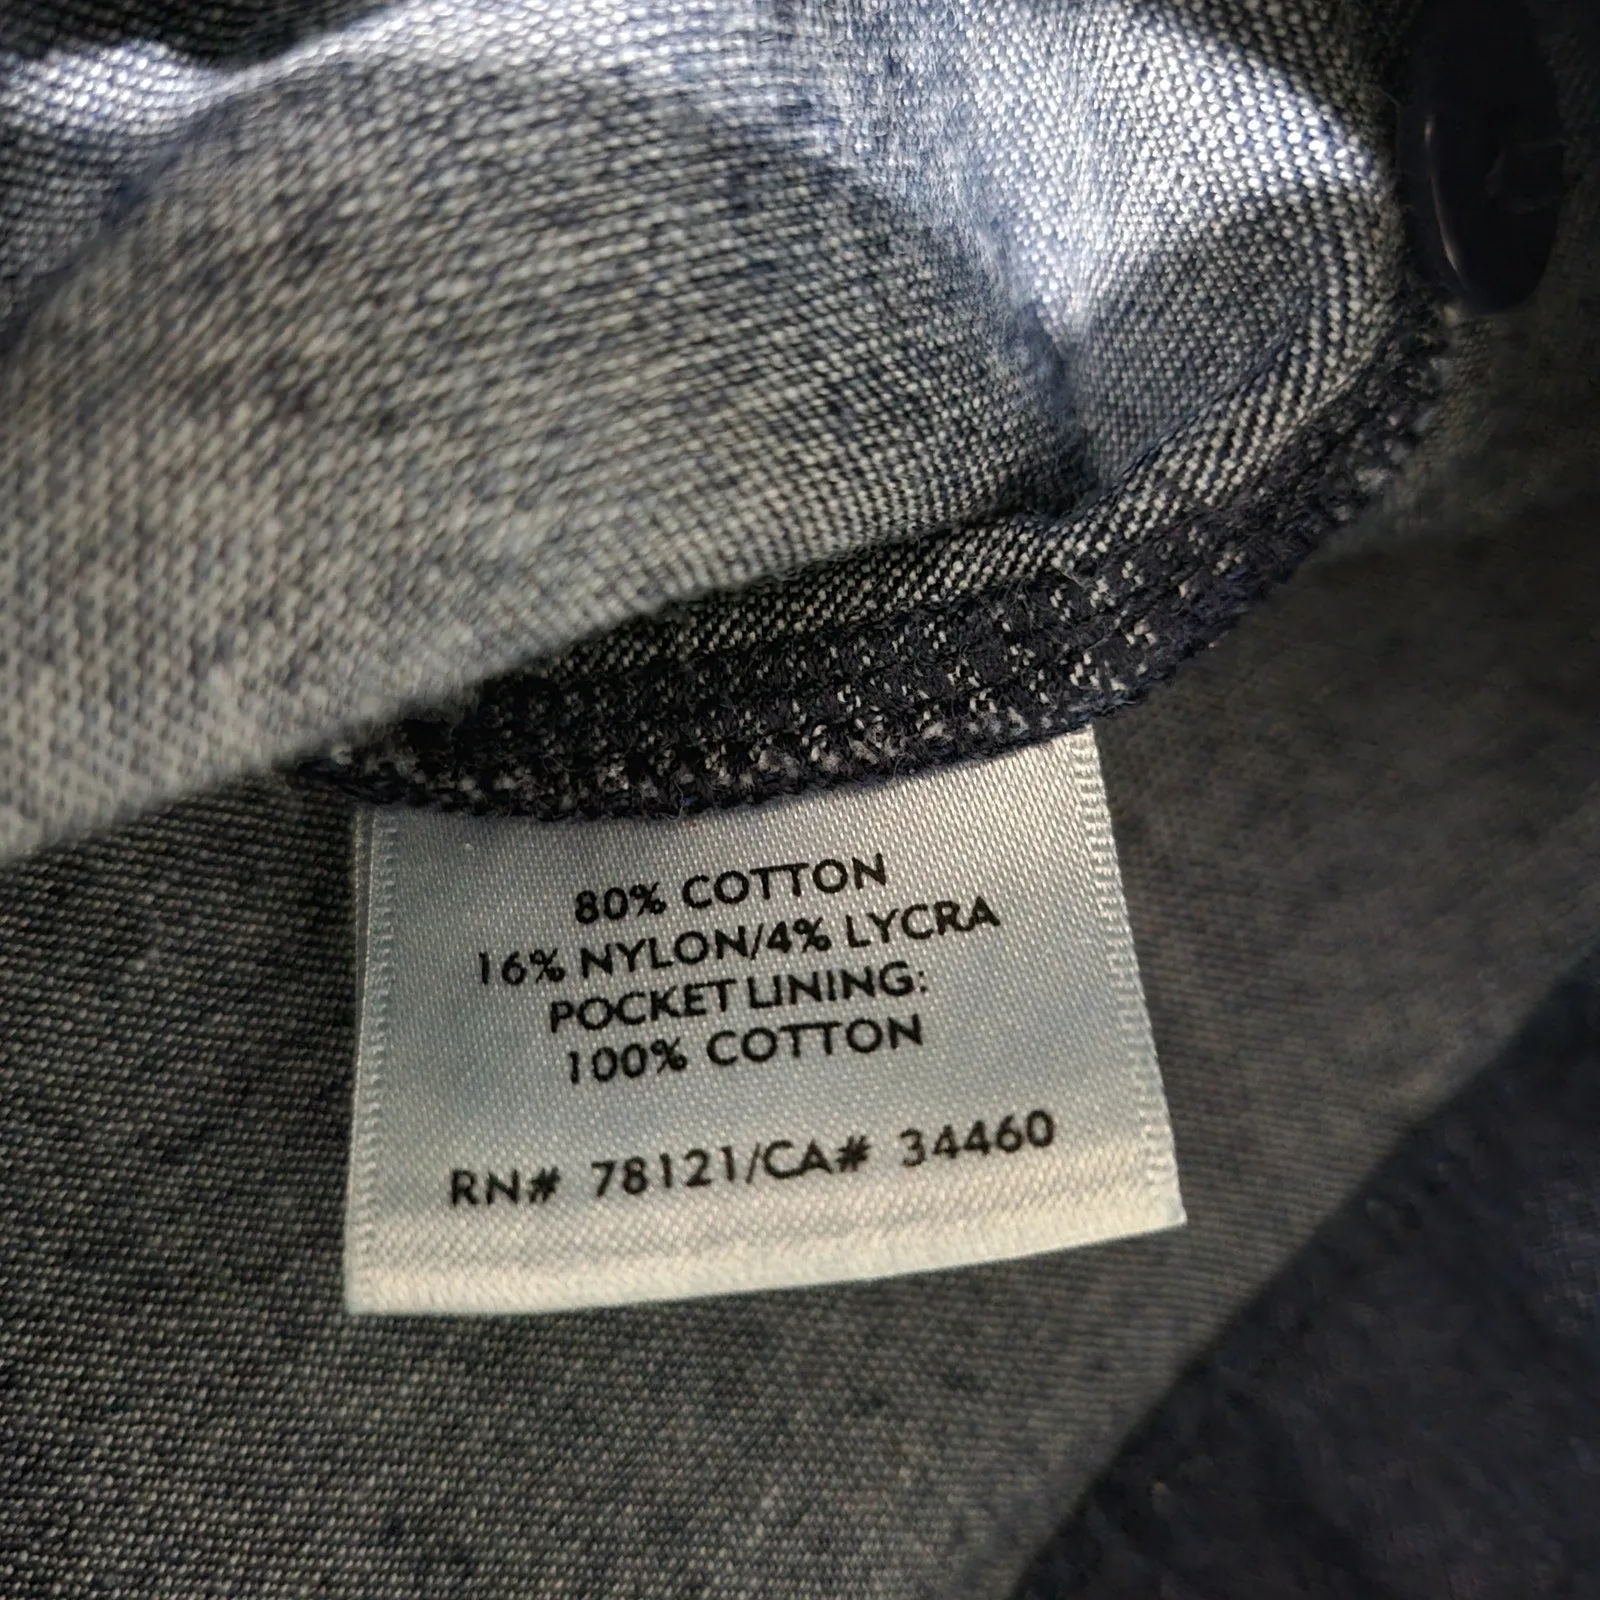 80% COTTON
16% NYLON/4% LYCRA
POCKET LINING:
100% COTTON
RN# 78121/CA# 34460